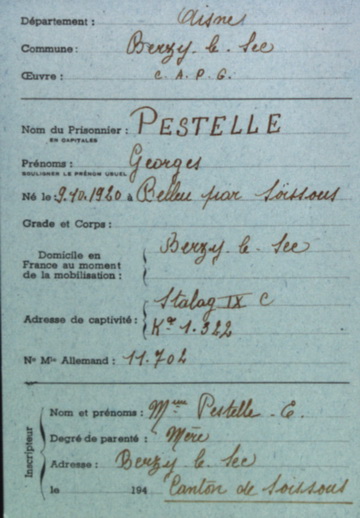 Département : Aisne
Commune : Berzy. le. Sec
Œuvre : C. A. P. G.
Nom du Prisonnier : PESTELLE
EN CAPITALES
Prénoms : Georges
SOULIGNER LE PRÉNOM USUEL
Né le : 9.10.1920 à Belleu par Soissons
Grade et Corps :
Domicile en France au moment de la mobilisation : Berzy. le. Sec
Adresse de captivité : Stalag IX C
Kdo 1.322
No Mle Allemand : 11.702
Inscripteur
Nom et prénoms : Mme Pestelle. E.
Degré de parenté : Mère
Adresse : Berzy le Sec
le 194 Canton de Soissons